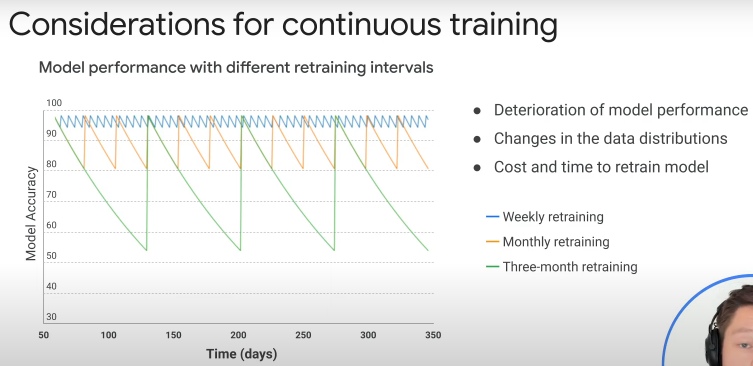 Considerations for continuous training
Model performance with different retraining intervals
100
90
80
70
60
50
40
30
Model Accuracy
50 100 150 200 250 300 350
Time (days)
● Deterioration of model performance
● Changes in the data distributions
● Cost and time to retrain model
Weekly retraining
Monthly retraining
Three-month retraining